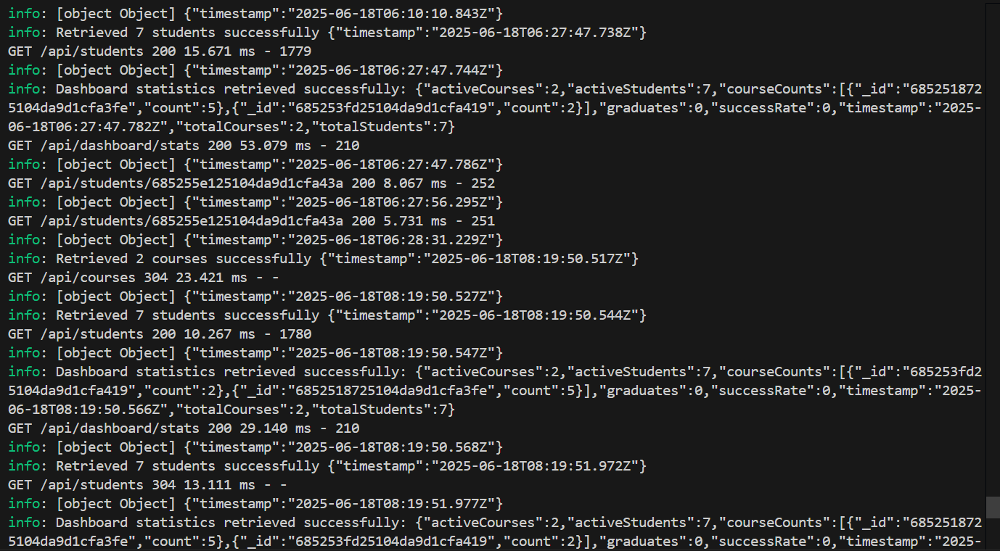 info: [object Object] {"timestamp":"2025-06-18T06:10:10.843Z"}
info: Retrieved 7 students successfully {"timestamp":"2025-06-18T06:27:47.738Z"}
GET /api/students 200 15.671 ms - 1779
info: [object Object] {"timestamp":"2025-06-18T06:27:47.744Z"}
info: Dashboard statistics retrieved successfully: {"activeCourses":2,"activeStudents":7,"courseCounts":[{"_id":"685251872
5104da9d1cfa3fe","count":5},{"_id":"685253fd25104da9d1cfa419","count":2}],"graduates":0,"successRate":0,"timestamp":"2025-
06-18T06:27:47.782Z","totalCourses":2,"totalStudents":7}
GET /api/dashboard/stats 200 53.079 ms - 210
info: [object Object] {"timestamp":"2025-06-18T06:27:47.786Z"}
GET /api/students/685255e125104da9d1cfa43a 200 8.067 ms - 252
info: [object Object] {"timestamp":"2025-06-18T06:27:56.295Z"}
GET /api/students/685255e125104da9d1cfa43a 200 5.731 ms - 251
info: [object Object] {"timestamp":"2025-06-18T06:28:31.229Z"}
info: Retrieved 2 courses successfully {"timestamp":"2025-06-18T08:19:50.517Z"}
GET /api/courses 304 23.421 ms - -
info: [object Object] {"timestamp":"2025-06-18T08:19:50.527Z"}
info: Retrieved 7 students successfully {"timestamp":"2025-06-18T08:19:50.544Z"}
GET /api/students 200 10.267 ms - 1780
info: [object Object] {"timestamp":"2025-06-18T08:19:50.547Z"}
info: Dashboard statistics retrieved successfully: {"activeCourses":2,"activeStudents":7,"courseCounts":[{"_id":"685253fd2
5104da9d1cfa419","count":2},{"_id":"6852518725104da9d1cfa3fe","count":5}],"graduates":0,"successRate":0,"timestamp":"2025-
06-18T08:19:50.566Z","totalCourses":2,"totalStudents":7}
GET /api/dashboard/stats 200 29.140 ms - 210
info: [object Object] {"timestamp":"2025-06-18T08:19:50.568Z"}
info: Retrieved 7 students successfully {"timestamp":"2025-06-18T08:19:51.972Z"}
GET /api/students 304 13.111 ms - -
info: [object Object] {"timestamp":"2025-06-18T08:19:51.977Z"}
info: Dashboard statistics retrieved successfully: {"activeCourses":2,"activeStudents":7,"courseCounts":[{"_id":"685251872
5104da9d1cfa3fe","count":5},{"_id":"685253fd25104da9d1cfa419","count":2}],"graduates":0,"successRate":0,"timestamp":"2025-